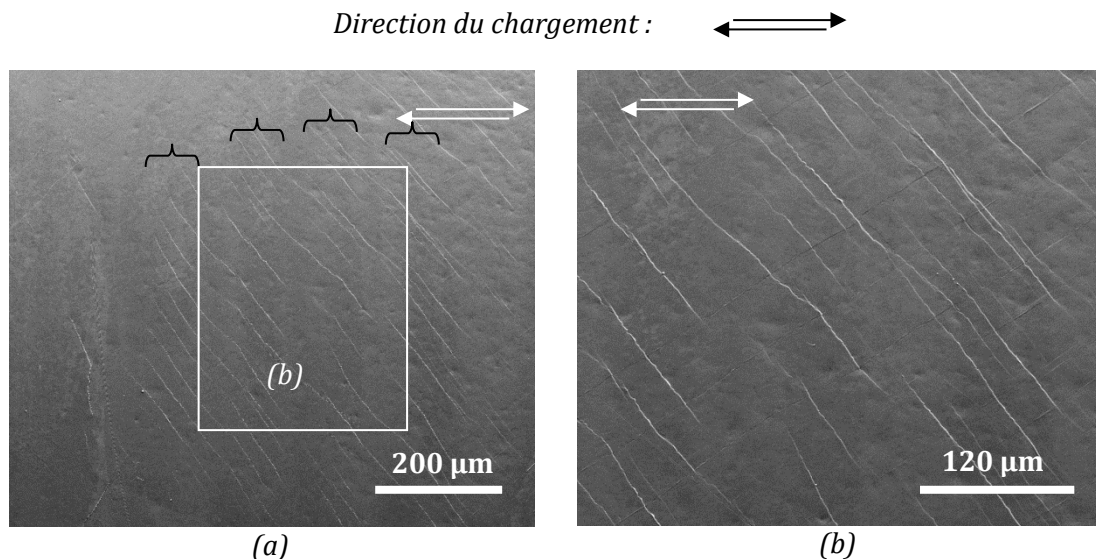 Direction du chargement :
(b)
200 µm
120 µm
(a)
(b)